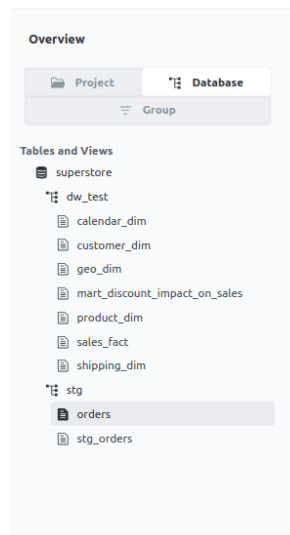 Overview
Project
Database
Group
Tables and Views
superstore
dw_test
calendar_dim
customer_dim
geo_dim
mart_discount_impact_on_sales
product_dim
sales_fact
shipping_dim
stg
orders
stg_orders